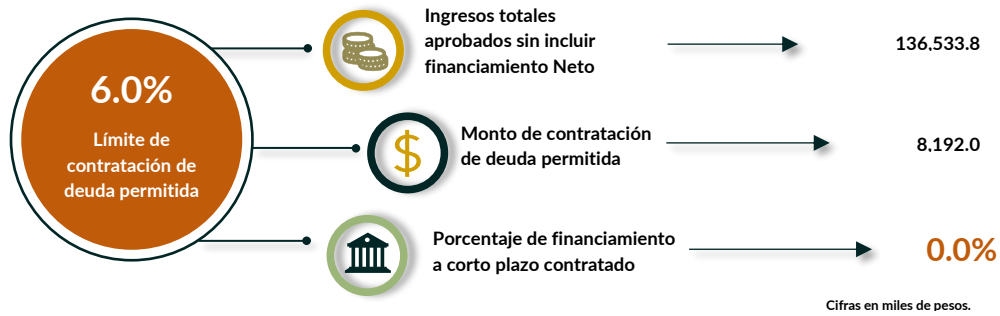 6.0%
Límite de
contratación de
deuda permitida
Ingresos totales
aprobados sin incluir
financiamiento Neto
136,533.8
$
Monto de contratación
de deuda permitida
8,192.0
Porcentaje de financiamiento
a corto plazo contratado
0.0%
Cifras en miles de pesos.